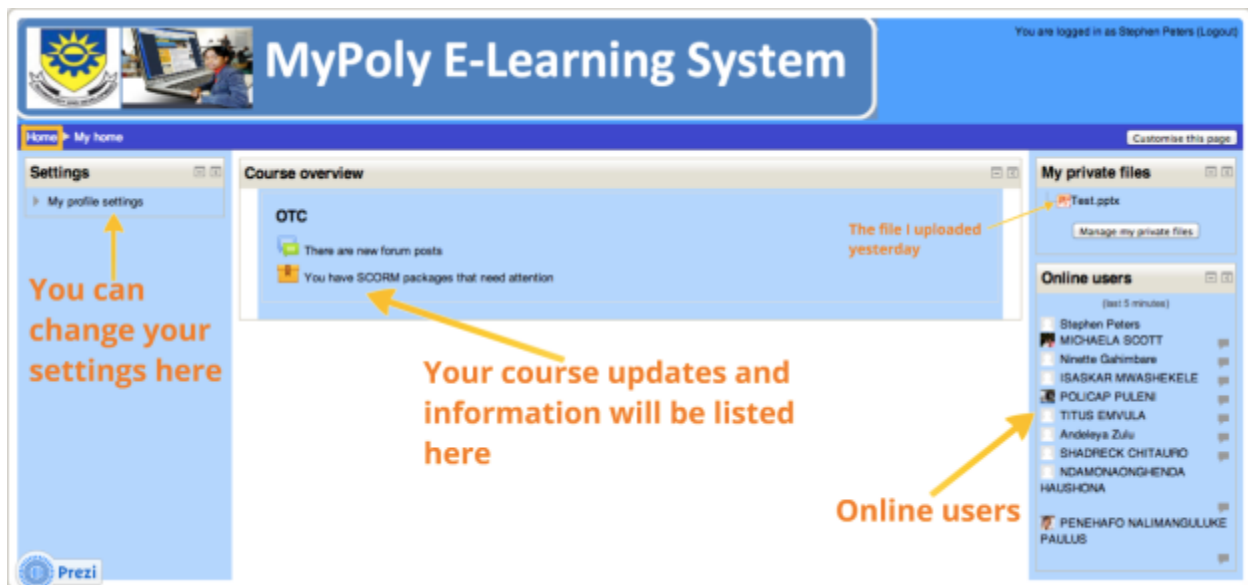 MyPoly E-Learning System
You are logged in as Stephen Peters (Logout)
Home ► My home
Customise this page
Settings
My profile settings
You can
change your
settings here
Course overview
OTC
There are new forum posts
You have SCORM packages that need attention
The file I uploaded
yesterday
Your course updates and
information will be listed
here
My private files
Test.pptx
Manage my private files
Online users
(last 5 minutes)
Stephen Peters
MICHAELA SCOTT
Ninette Gahimbare
ISASKAR MWASHEKELE
POLICAP PULENI
TITUS EMVULA
Andeleya Zulu
SHADRECK CHITAURO
NDAMONAONGHENDA
HAUSHONA
PENEHAFO NALIMANGULUKE
PAULUS
Online users
Prezi